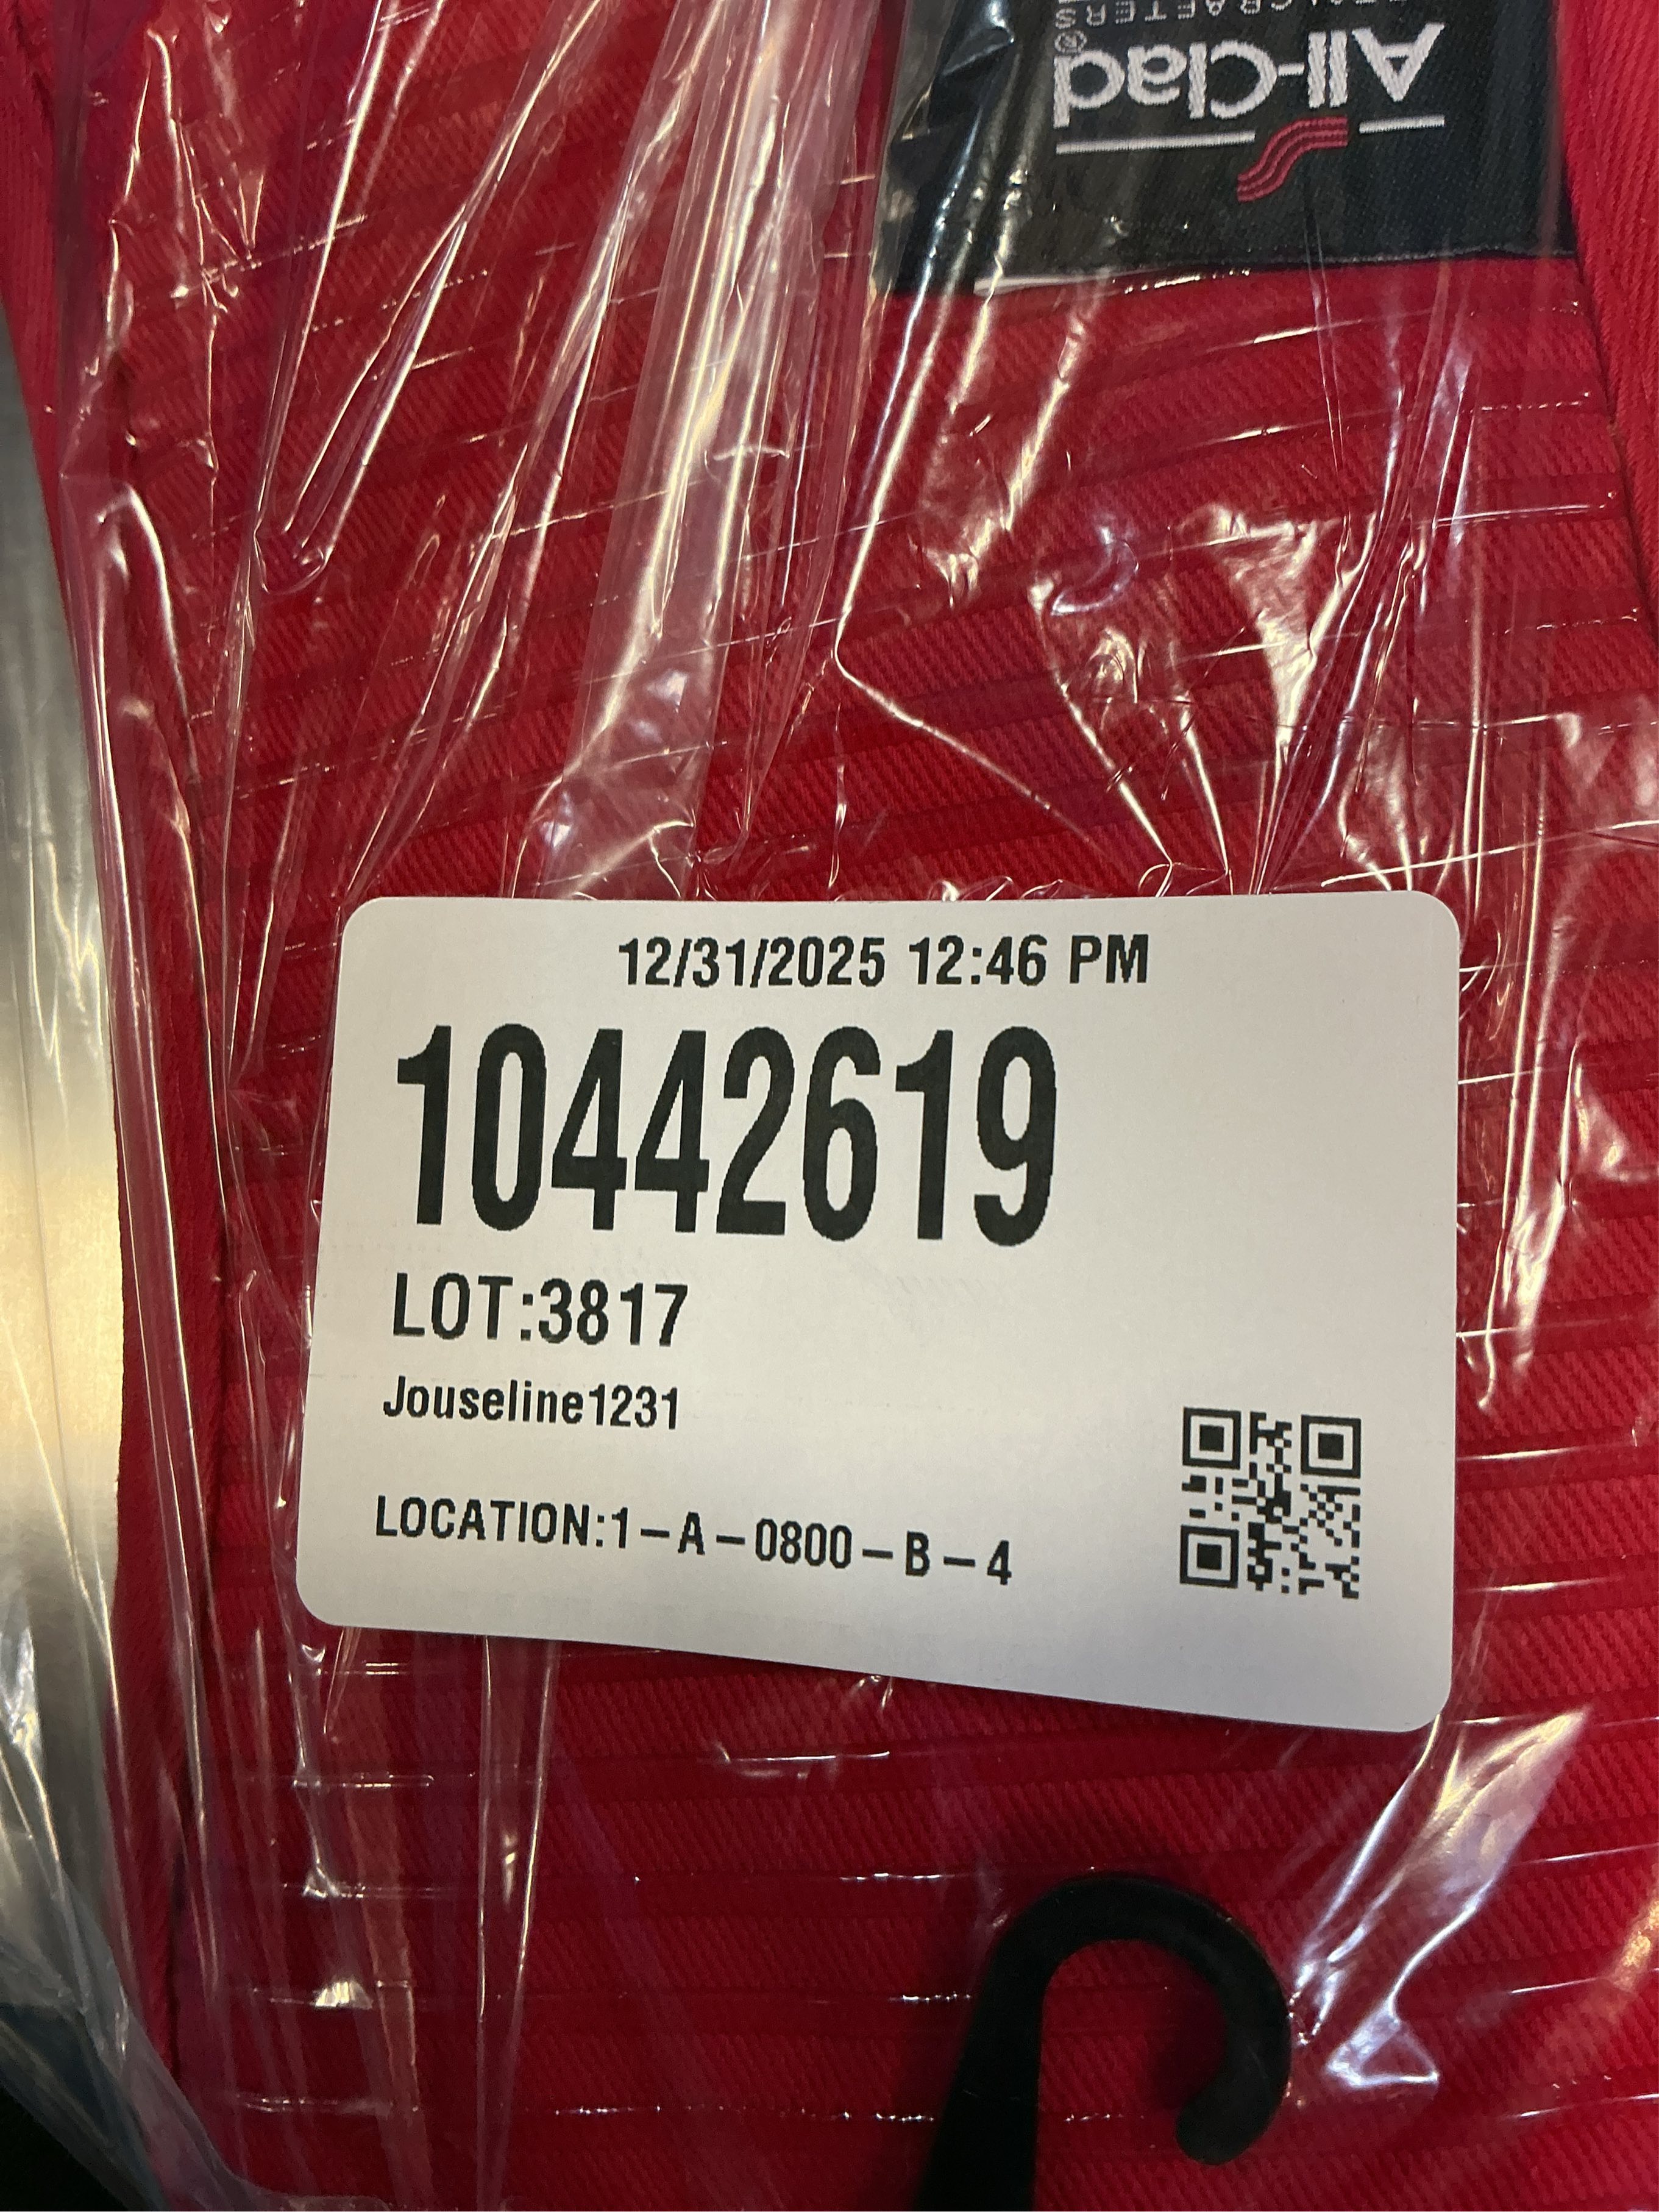 All-Clad
®
12/31/2025 12:46 PM
10442619
LOT:3817
Jouseline1231
LOCATION:1-A-0800-B-4